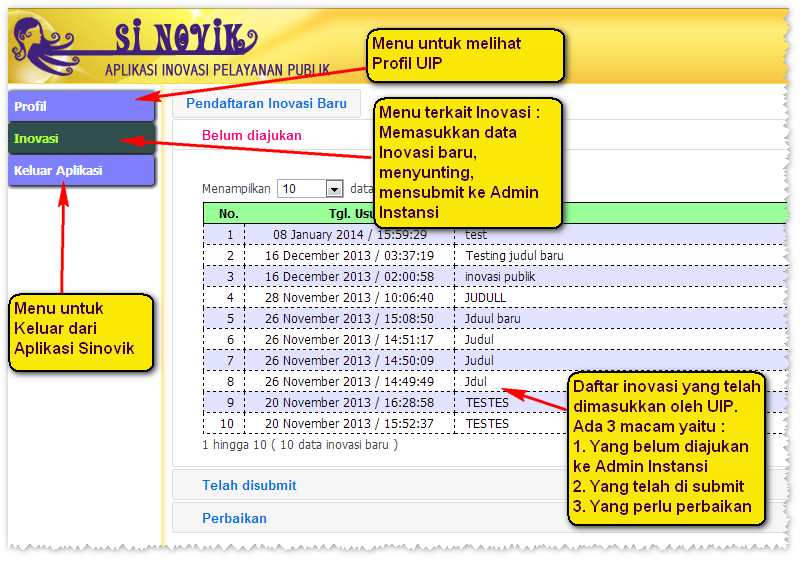 SI NOVIK
APLIKASI INOVASI PELAYANAN PUBLIK
Menu untuk melihat
Profil UIP
Profil
Inovasi
Keluar Aplikasi
Pendaftaran Inovasi Baru
Belum diajukan
Menu terkait Inovasi :
Memasukkan data
Inovasi baru,
menyunting,
mensubmit ke Admin
Instansi
Menampilkan 10 data
No. Tgl. Usu
1 08 January 2014 / 15:59:29 test
2 16 December 2013 / 03:37:19 Testing judul baru
3 16 December 2013 / 02:00:58 inovasi publik
4 28 November 2013 / 10:06:40 JUDULL
5 26 November 2013 / 15:08:50 Jduul baru
6 26 November 2013 / 14:51:17 Judul
7 26 November 2013 / 14:50:09 Judul
8 26 November 2013 / 14:49:49 Jdul
9 20 November 2013 / 16:28:58 TESTES
10 20 November 2013 / 15:52:37 TESTES
1 hingga 10 ( 10 data inovasi baru )
Menu untuk
Keluar dari
Aplikasi Sinovik
Daftar inovasi yang telah
dimasukkan oleh UIP.
Ada 3 macam yaitu :
1. Yang belum diajukan
ke Admin Instansi
2. Yang telah di submit
3. Yang perlu perbaikan
Telah disubmit
Perbaikan